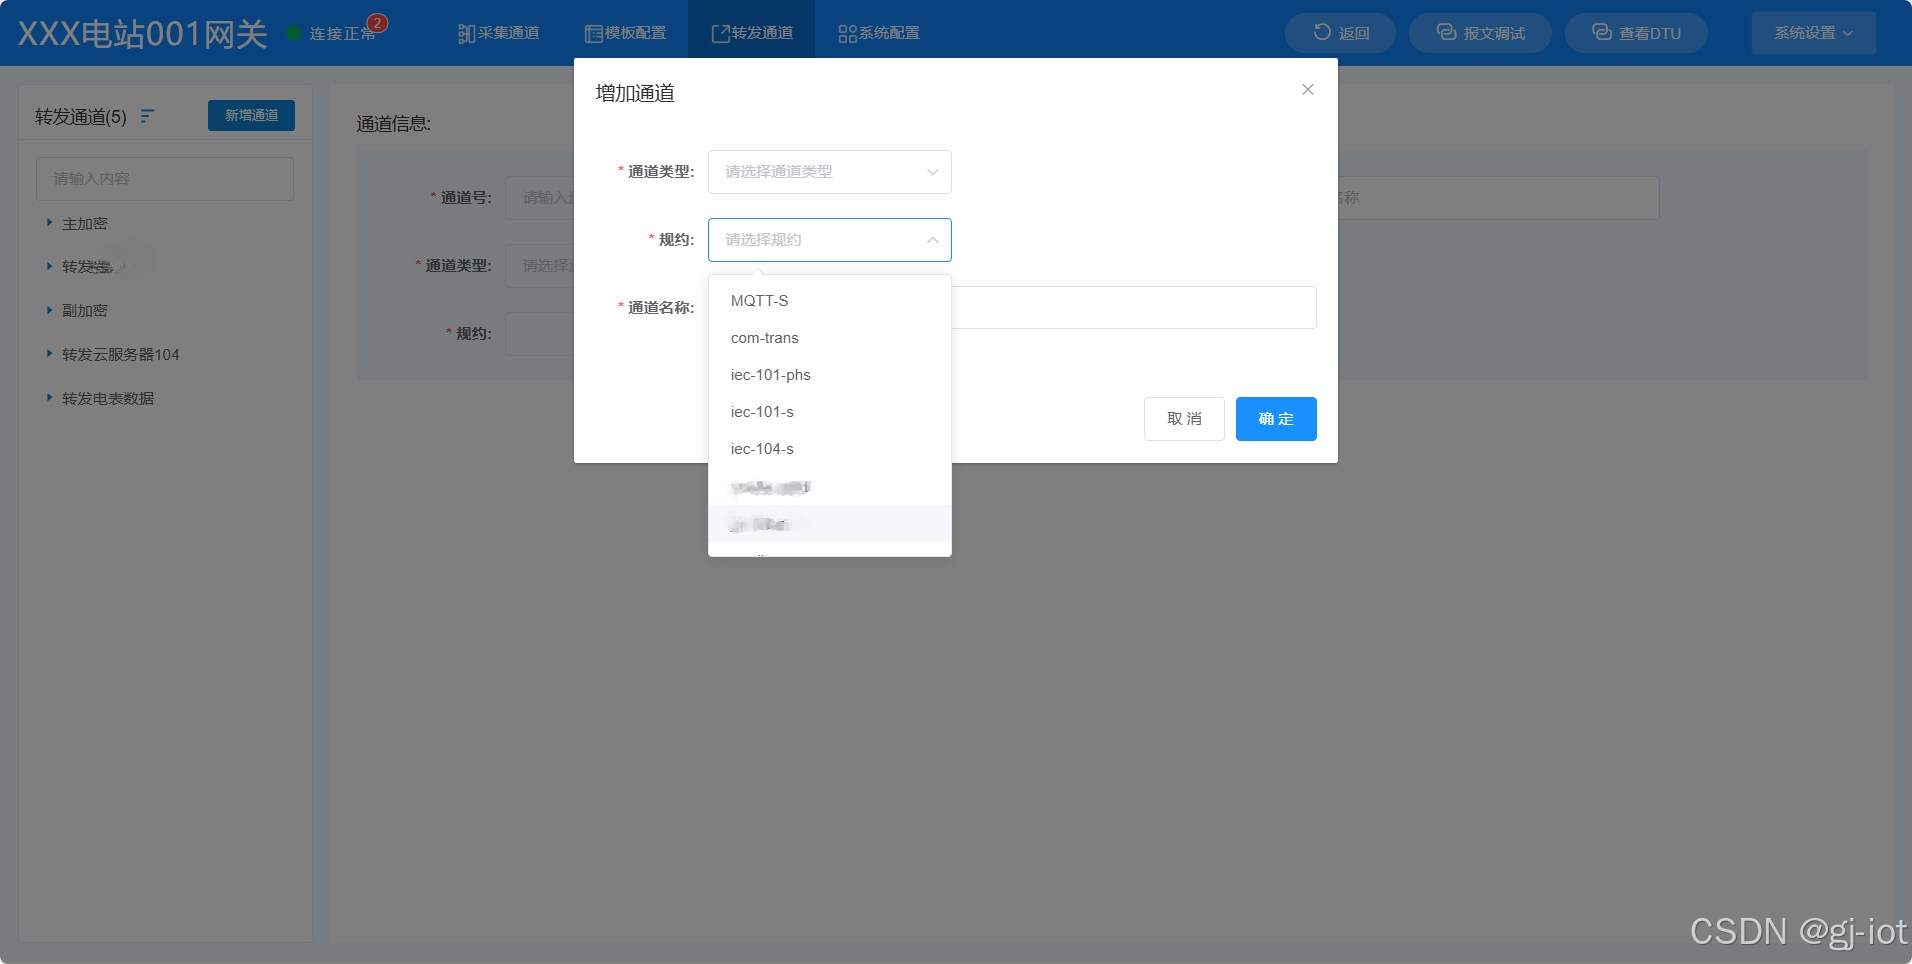 XXX电站001网关
连接正常
2
采集通道
模板配置
转发通道
系统配置
返回
报文调试
查看DTU
系统设置
转发通道(5)
新增通道
请输入内容
主加密
转发
副加密
转发云服务器104
转发电表数据
通道信息:
* 通道号:
请输入
名称
* 通道类型:
请选择
* 规约:
增加通道
* 通道类型:
请选择通道类型
* 规约:
请选择规约
* 通道名称:
MQTT-S
com-trans
iec-101-phs
iec-101-s
iec-104-s
取 消
确 定
CSDN @gj-iot